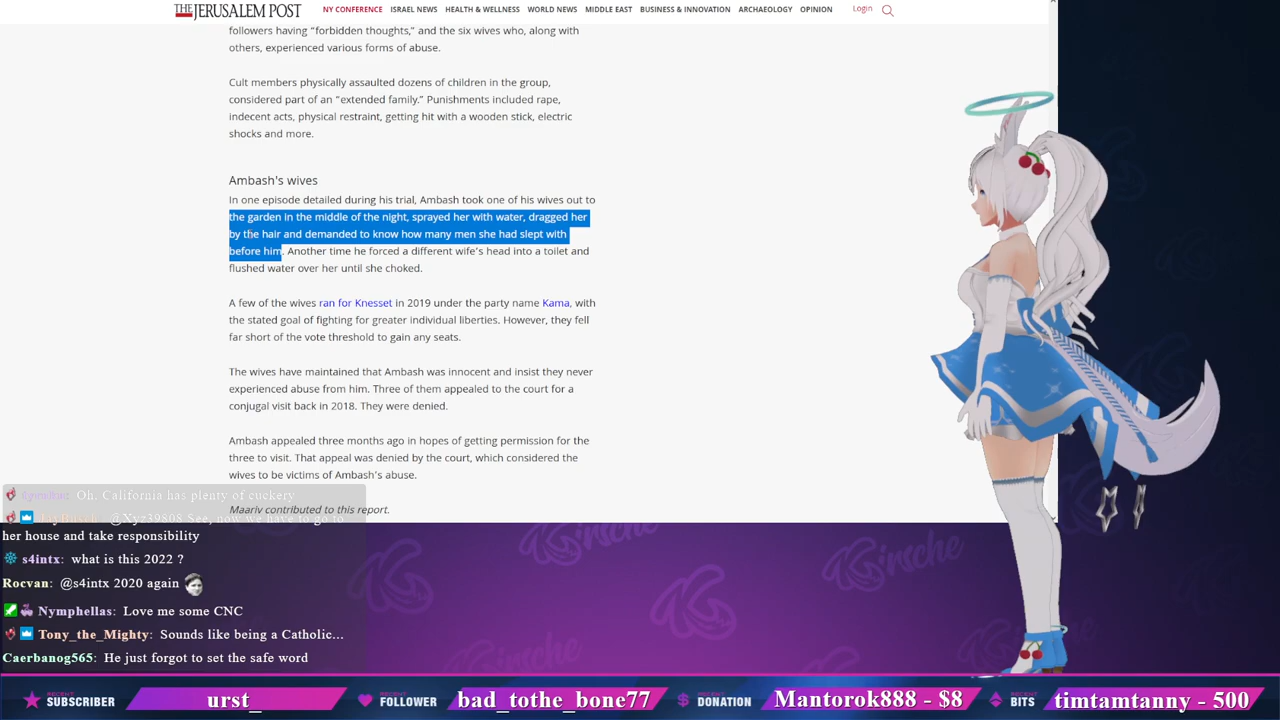 THE JERUSALEM POST
NY CONFERENCE ISRAEL NEWS HEALTH & WELLNESS WORLD NEWS MIDDLE EAST BUSINESS & INNOVATION ARCHAEOLOGY OPINION Login
followers having “forbidden thoughts,” and the six wives who, along with
others, experienced various forms of abuse.
Cult members physically assaulted dozens of children in the group,
considered part of an “extended family.” Punishments included rape,
indecent acts, physical restraint, getting hit with a wooden stick, electric
shocks and more.
Ambash's wives
In one episode detailed during his trial, Ambash took one of his wives out to
the garden in the middle of the night, sprayed her with water, dragged her
by the hair and demanded to know how many men she had slept with
before him. Another time he forced a different wife’s head into a toilet and
flushed water over her until she choked.
A few of the wives ran for Knesset in 2019 under the party name Kama, with
the stated goal of fighting for greater individual liberties. However, they fell
far short of the vote threshold to gain any seats.
The wives have maintained that Ambash was innocent and insist they never
experienced abuse from him. Three of them appealed to the court for a
conjugal visit back in 2018. They were denied.
Ambash appealed three months ago in hopes of getting permission for the
three to visit. That appeal was denied by the court, which considered the
wives to be victims of Ambash’s abuse.
Maariv contributed to this report.
Oh. California has plenty of cuckery
@Xyz39808 See, now we have to go to
her house and take responsibility
s4intx: what is this 2022 ?
Rocvan: @s4intx 2020 again
Nymphellas: Love me some CNC
Tony_the_Mighty: Sounds like being a Catholic...
Caerbanog565: He just forgot to set the safe word
Kirsche
RECENT SUBSCRIBER urst_ RECENT FOLLOWER bad_tothe_bone77 RECENT DONATION Mantorok888 - $8 RECENT BITS timtamtanny - 500